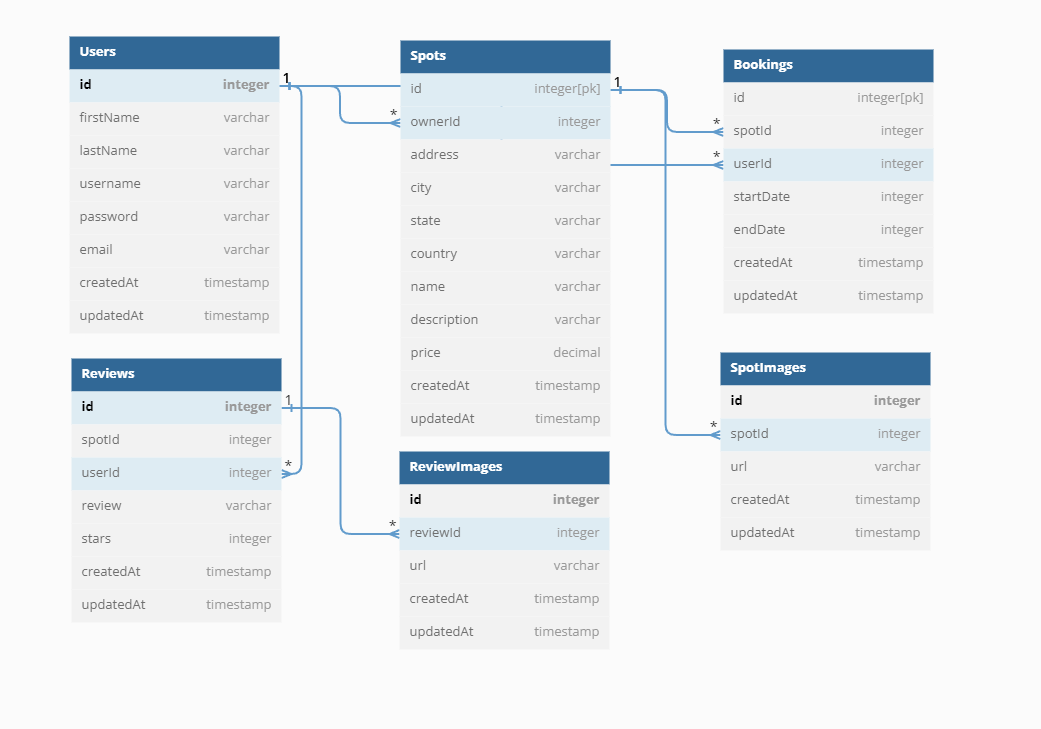 Users
id integer
firstName varchar
lastName varchar
username varchar
password varchar
email varchar
createdAt timestamp
updatedAt timestamp
1
*
Spots
id integer[pk]
ownerId integer
address varchar
city varchar
state varchar
country varchar
name varchar
description varchar
price decimal
createdAt timestamp
updatedAt timestamp
1
*
*
Bookings
id integer[pk]
spotId integer
userId integer
startDate integer
endDate integer
createdAt timestamp
updatedAt timestamp
Reviews
id integer
spotId integer
userId integer
review varchar
stars integer
createdAt timestamp
updatedAt timestamp
1
*
*
ReviewImages
id integer
reviewId integer
url varchar
createdAt timestamp
updatedAt timestamp
*
SpotImages
id integer
spotId integer
url varchar
createdAt timestamp
updatedAt timestamp